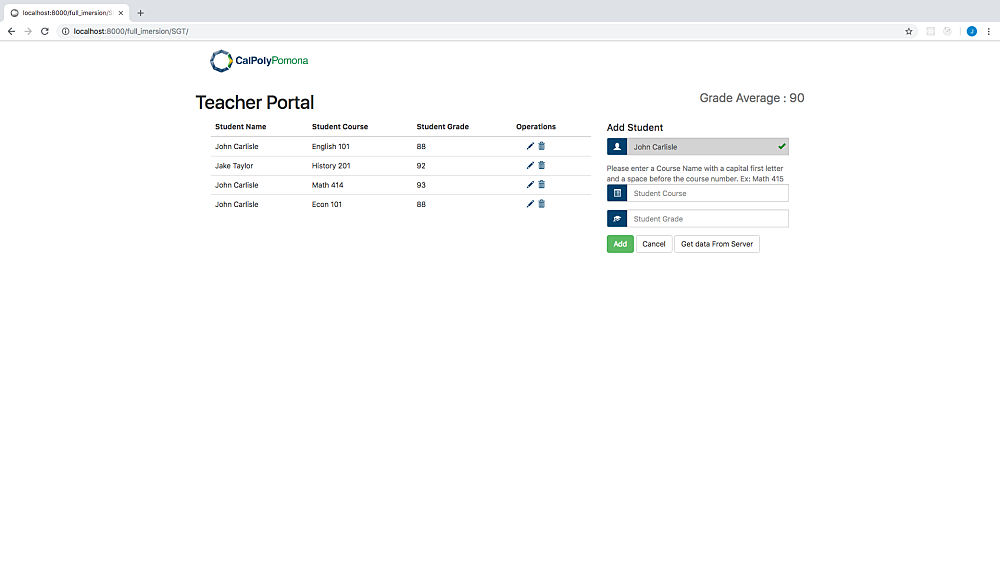 localhost:8000/full_imersion/S
localhost:8000/full_imersion/SGT/
J
CalPolyPomona
Teacher Portal
Grade Average : 90
Student Name Student Course Student Grade Operations
John Carlisle English 101 88
Jake Taylor History 201 92
John Carlisle Math 414 93
John Carlisle Econ 101 88
Add Student
John Carlisle
Please enter a Course Name with a capital first letter
and a space before the course number. Ex: Math 415
Student Course
Student Grade
Add Cancel Get data From Server